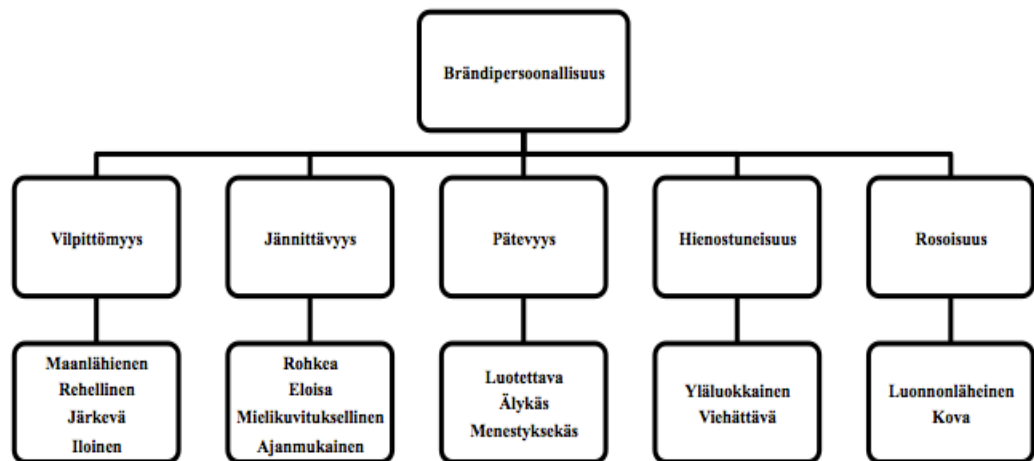 Brändipersoonallisuus
Vilpittömyys
Jännittävyys
Pätevyys
Hienostuneisuus
Rosoisuus
Maanlähienen
Rehellinen
Järkevä
Iloinen
Rohkea
Eloisa
Mielikuvituksellinen
Ajanmukainen
Luotettava
Älykäs
Menestyksekäs
Yläluokkainen
Viehättävä
Luonnonläheinen
Kova